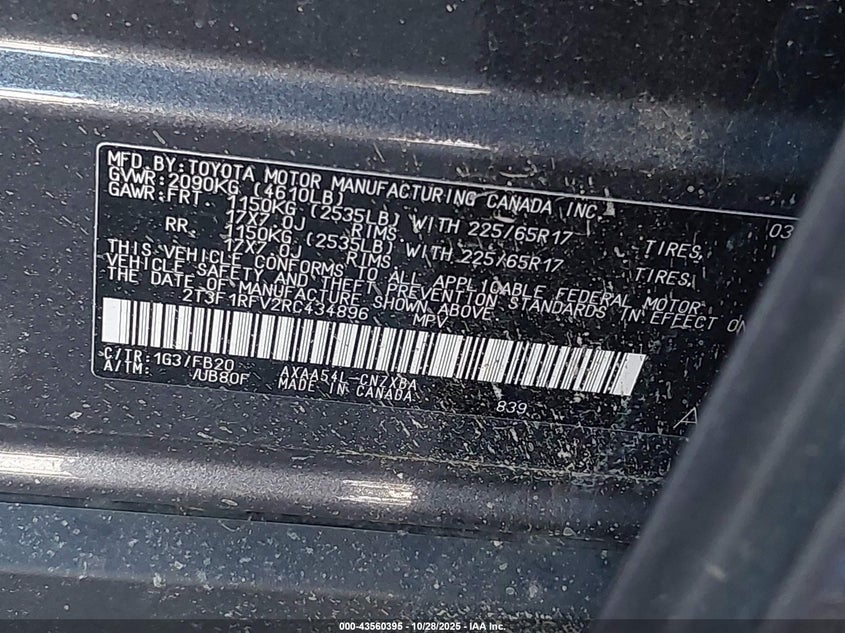 MFD.BY:TOYOTA MOTOR MANUFACTURING CANADA INC.
GVWR:2090KG (4610LB)
GAWR:FRT. 1150KG (2535LB) WITH 225/65R17 TIRES, 03
17X7.0J RIMS
RR. 1150KG (2535LB) WITH 225/65R17 TIRES,
17X7.0J RIMS
THIS VEHICLE CONFORMS TO ALL APPLICABLE FEDERAL MOTOR
VEHICLE SAFETY AND THEFT PREVENTION STANDARDS IN EFFECT ON
THE DATE OF MANUFACTURE SHOWN ABOVE.
2T3F1RFV2RC434896 MPV
C/TR:1G3/FB20 AXAA54L-CNZXBA
A/TM: /UB80F MADE IN CANADA 839
000-43560395 - 10/28/2025 - IAA Inc.